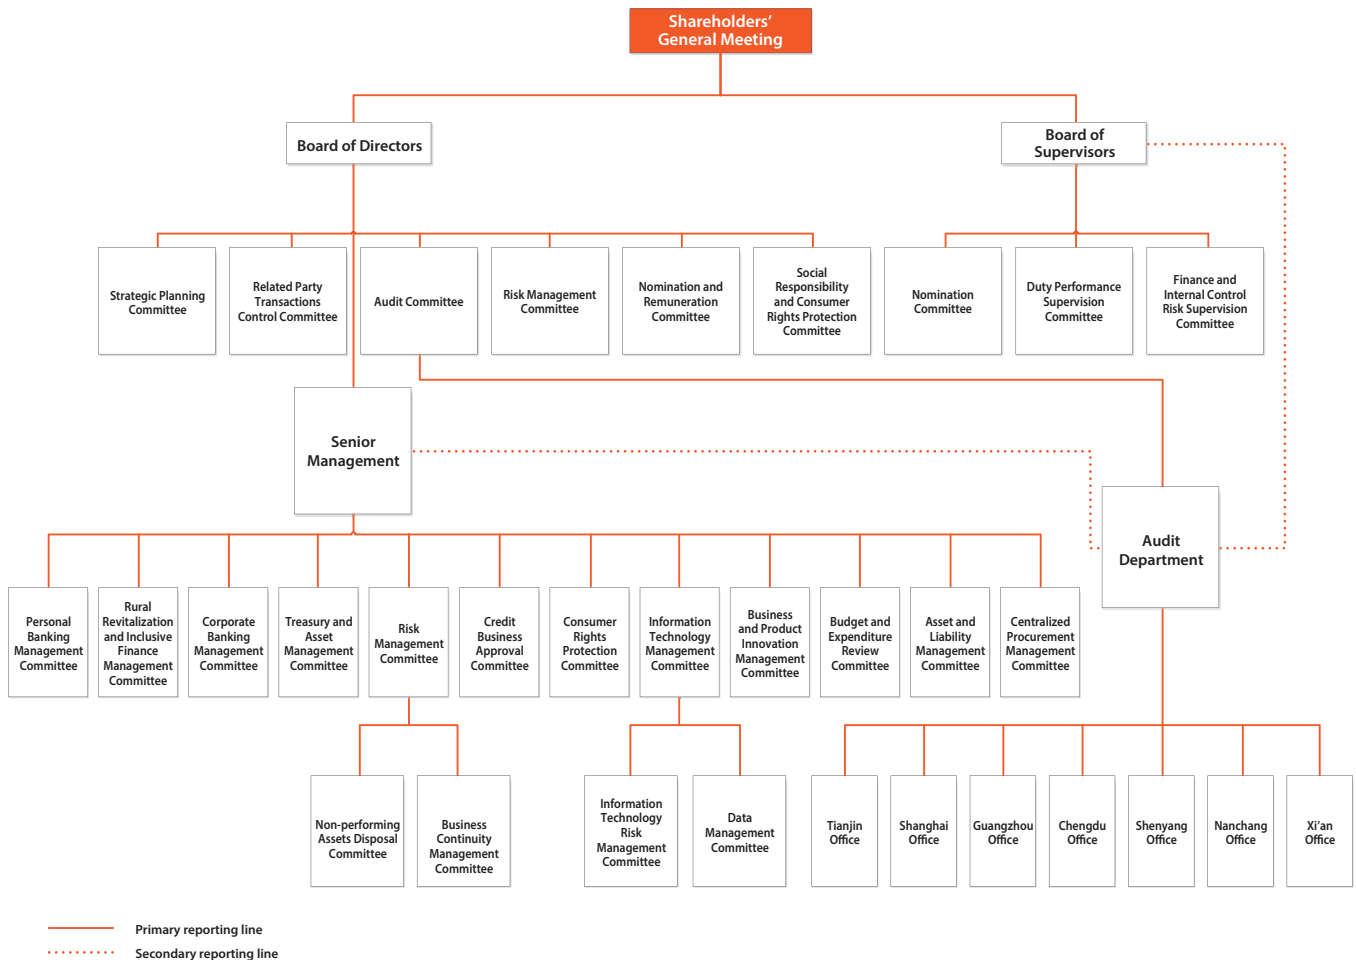 Shareholders’
General Meeting
Board of Directors
Board of
Supervisors
Strategic Planning
Committee
Related Party
Transactions
Control Committee
Audit Committee
Risk Management
Committee
Nomination and
Remuneration
Committee
Social
Responsibility
and Consumer
Rights Protection
Committee
Nomination
Committee
Duty Performance
Supervision
Committee
Finance and
Internal Control
Risk Supervision
Committee
Senior
Management
Audit
Department
Personal
Banking
Management
Committee
Rural
Revitalization
and Inclusive
Finance
Management
Committee
Corporate
Banking
Management
Committee
Treasury and
Asset
Management
Committee
Risk
Management
Committee
Credit
Business
Approval
Committee
Consumer
Rights
Protection
Committee
Information
Technology
Management
Committee
Business
and Product
Innovation
Management
Committee
Budget and
Expenditure
Review
Committee
Asset and
Liability
Management
Committee
Centralized
Procurement
Management
Committee
Non-performing
Assets Disposal
Committee
Business
Continuity
Management
Committee
Information
Technology
Risk
Management
Committee
Data
Management
Committee
Tianjin
Office
Shanghai
Office
Guangzhou
Office
Chengdu
Office
Shenyang
Office
Nanchang
Office
Xi’an
Office
Primary reporting line
Secondary reporting line